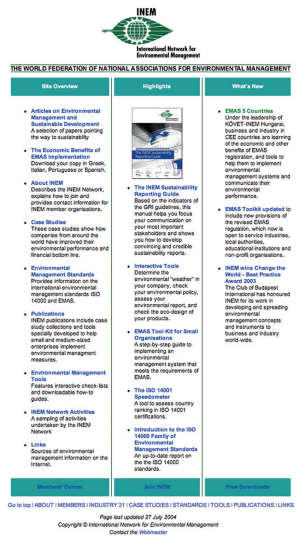 INEM
International Network for
Environmental Management
THE WORLD FEDERATION OF NATIONAL ASSOCIATIONS FOR ENVIRONMENTAL MANAGEMENT
Site Overview
Articles on Environmental
Management and
Sustainable Development
A selection of papers pointing
the way to sustainability
The Economic Benefits of
EMAS Implementation
Download your copy in Greek,
Italian, Portuguese or Spanish.
About INEM
Describes the INEM Network,
explains how to join and
provides contact information for
INEM member organisations.
Case Studies
These case studies show how
companies from around the
world have improved their
environmental performance and
financial bottom line.
Environmental
Management Standards
Provides information on the
international environmental
management standards ISO
14000 and EMAS.
Publications
INEM publications include case
study collections and tools
specially developed to help
small and medium-sized
enterprises implement
environmental managment
measures.
Environmental Management
Tools
Features interactive check-lists
and downloadable how-to
guides.
INEM Network Activities
A sampling of activities
undertaken by the INEM
Network
Links
Sources of environmental
management information on the
Internet.
Members' Corner
Highlights
The INEM Sustainability
Reporting Guide
Based on the indicators of
the GRI guidelines, this
manual helps you focus
your communication on
your most important
stakeholders and shows
you how to develop
convincing and credible
sustainability reports.
Interactive Tools
Determine the
environmental "weather" in
your company, check
your environmental policy,
assess your
environmental report, and
check the eco-design of
your products.
EMAS Tool Kit for Small
Organisations
A step-by-step guide to
implementing an
environmental
management system that
meets the requirements of
EMAS.
The ISO 14001
Speedometer
A tool to assess country
ranking in ISO 14001
certifications.
Introduction to the ISO
14000 Family of
Environmental
Management Standards
An up-to-date report on
the the ISO 14000
standards.
Join INEM
What's New
EMAS 5 Countries
Under the leadership of
KÖVET-INEM Hungarai,
business and industry in
CEE countries are learning
of the economic and other
benefits of EMAS
registration, and tools to
help them to implement
environmental
management systems and
communicate their
environmental
performance.
EMAS Toolkit updated to
include new provisions of
the revised EMAS
regulation, which now is
open to service industries,
local authorities,
educational institutions and
non-profit organisations.
INEM wins Change the
World - Best Practice
Award 2003
The Club of Budapest
International has honoured
INEM for its work in
developing and spreading
environmental
management concepts
and instruments to
business and industry
world-wide.
Free Downloads
Go to top I ABOUT I MEMBERS I INDUSTRY 21 I CASE STUDIES I STANDARDS I TOOLS I PUBLICATIONS I LINKS
Page last updated 27 July 2004
Copyright © International Network for Environmental Management
Contact the Webmaster